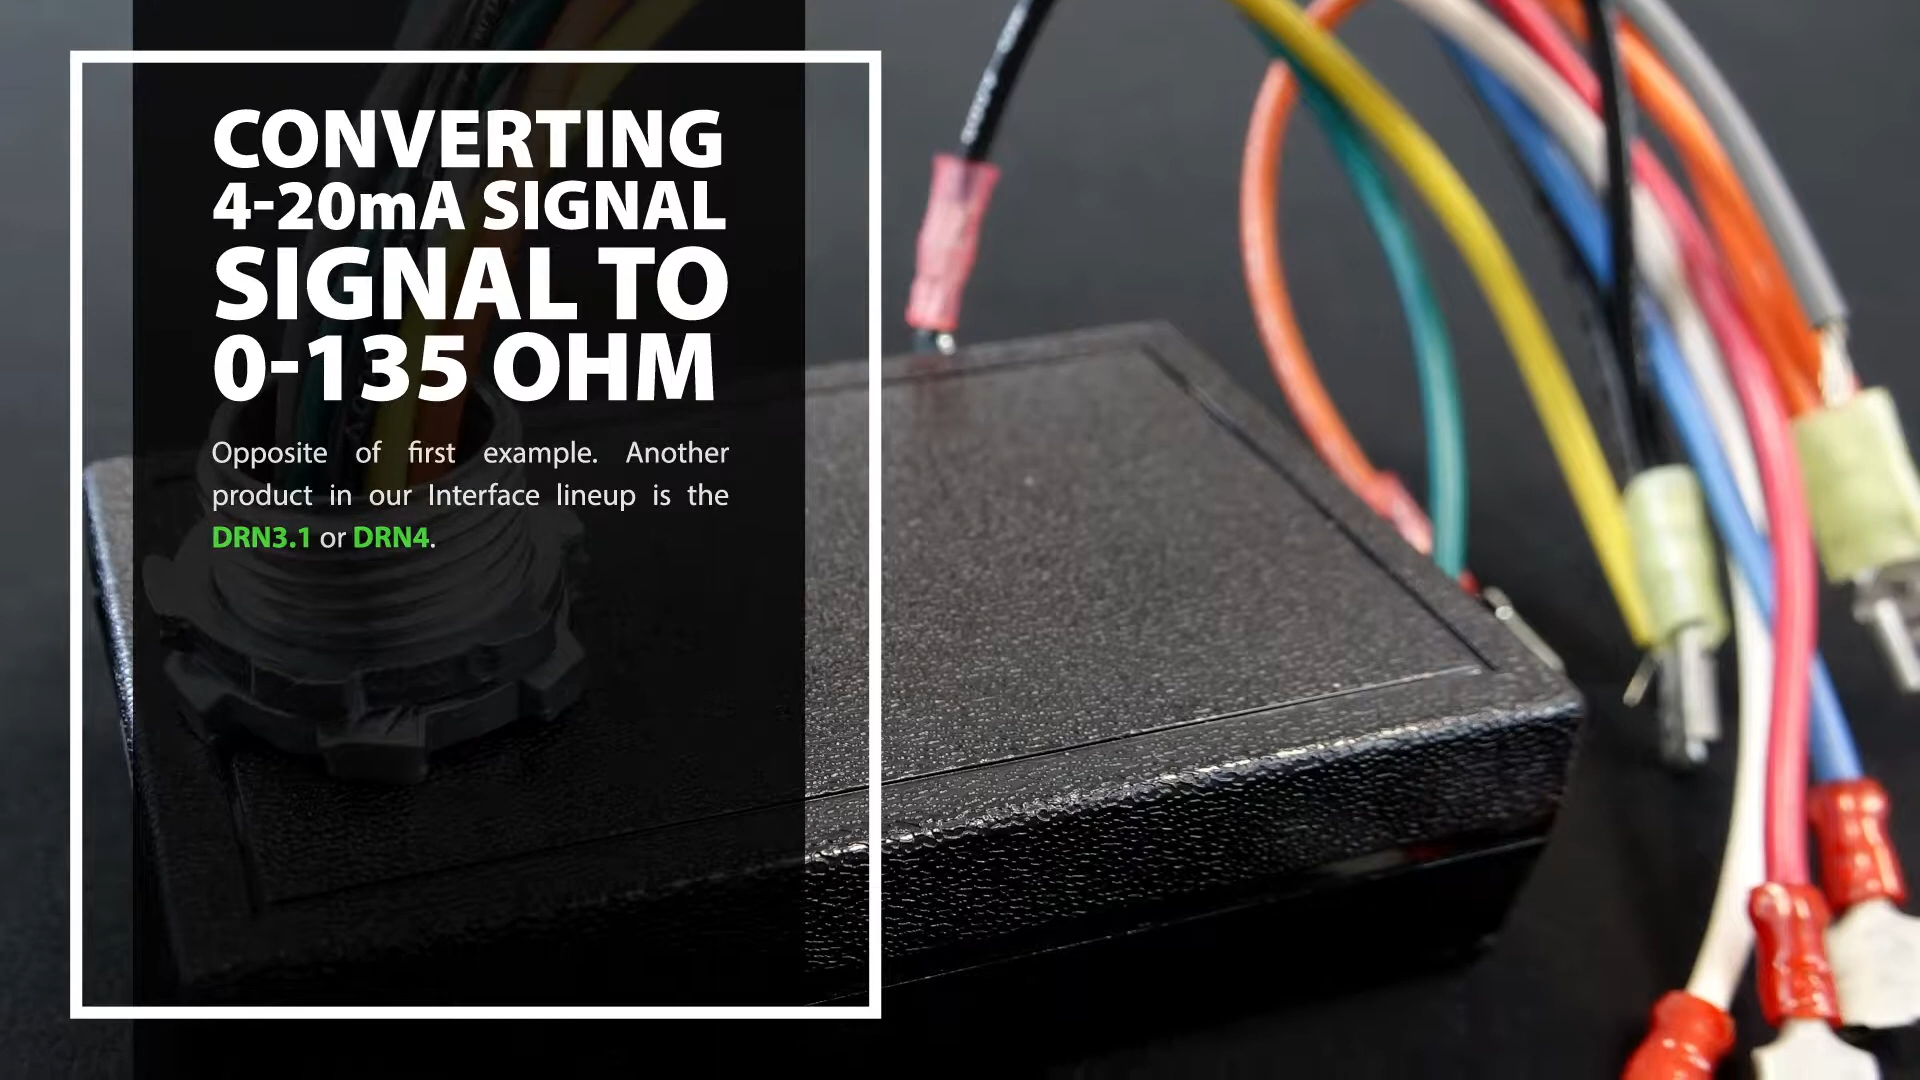 CONVERTING
4-20mA SIGNAL
SIGNAL TO
0-135 OHM
Opposite of first example. Another
product in our Interface lineup is the
DRN3.1 or DRN4.